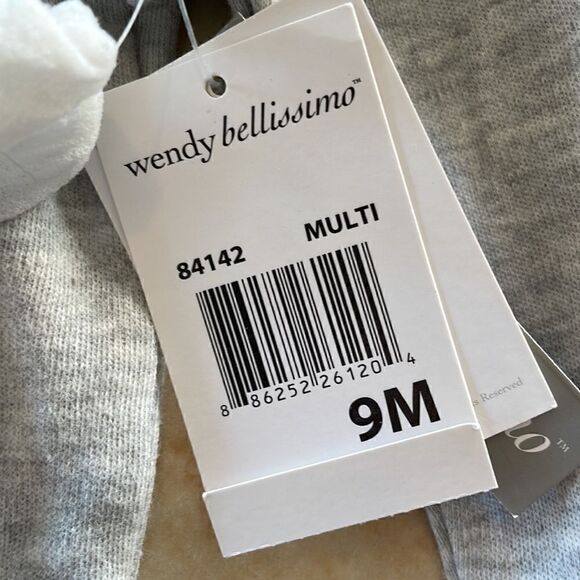 wendy bellissimo™
84142 MULTI
8 86252 26120 4
9M
Reserved
™